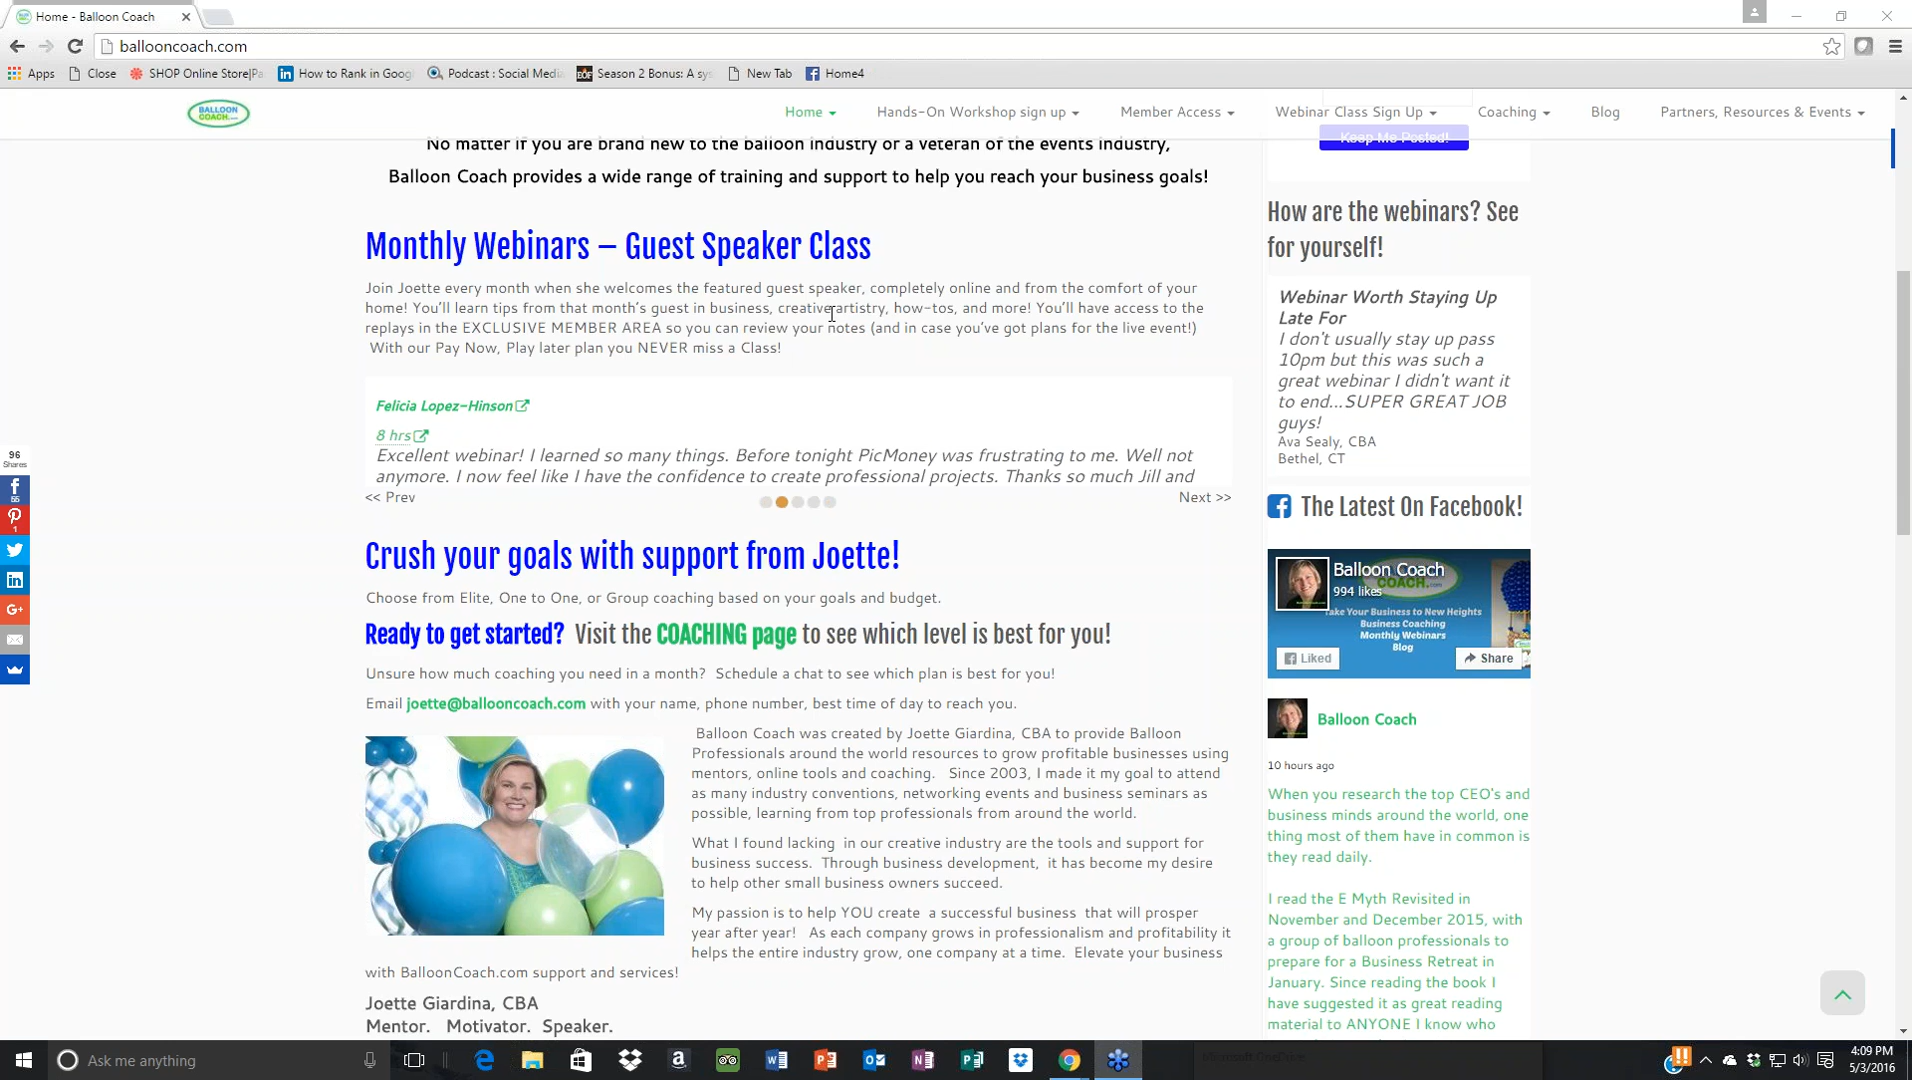 Home - Balloon Coach
ballooncoach.com
Apps
Close
SHOP Online Store|Pa
How to Rank in Goog
Podcast : Social Media
Season 2 Bonus: A sys
New Tab
Home4
BALLOON
COACH.com
Home
Hands-On Workshop sign up
Member Access
Webinar Class Sign Up
Coaching
Blog
Partners, Resources & Events
Keep Me Posted!
No matter if you are brand new to the balloon industry or a veteran of the events industry,
Balloon Coach provides a wide range of training and support to help you reach your business goals!
Monthly Webinars – Guest Speaker Class
Join Joette every month when she welcomes the featured guest speaker, completely online and from the comfort of your
home! You'll learn tips from that month's guest in business, creative artistry, how-tos, and more! You'll have access to the
replays in the EXCLUSIVE MEMBER AREA so you can review your notes (and in case you've got plans for the live event!)
With our Pay Now, Play later plan you NEVER miss a Class!
Felicia Lopez-Hinson
8 hrs
Excellent webinar! I learned so many things. Before tonight PicMoney was frustrating to me. Well not
anymore. I now feel like I have the confidence to create professional projects. Thanks so much Jill and
<< Prev
Next >>
Crush your goals with support from Joette!
Choose from Elite, One to One, or Group coaching based on your goals and budget.
Ready to get started? Visit the COACHING page to see which level is best for you!
Unsure how much coaching you need in a month? Schedule a chat to see which plan is best for you!
Email joette@ballooncoach.com with your name, phone number, best time of day to reach you.
Balloon Coach was created by Joette Giardina, CBA to provide Balloon
Professionals around the world resources to grow profitable businesses using
mentors, online tools and coaching. Since 2003, I made it my goal to attend
as many industry conventions, networking events and business seminars as
possible, learning from top professionals from around the world.
What I found lacking in our creative industry are the tools and support for
business success. Through business development, it has become my desire
to help other small business owners succeed.
My passion is to help YOU create a successful business that will prosper
year after year! As each company grows in professionalism and profitability it
helps the entire industry grow, one company at a time. Elevate your business
with BalloonCoach.com support and services!
Joette Giardina, CBA
Mentor. Motivator. Speaker.
How are the webinars? See
for yourself!
Webinar Worth Staying Up
Late For
I don't usually stay up pass
10pm but this was such a
great webinar I didn't want it
to end...SUPER GREAT JOB
guys!
Ava Sealy, CBA
Bethel, CT
The Latest On Facebook!
Balloon Coach
994 likes
COACH.com
Take Your Business to New Heights
Business Coaching
Monthly Webinars
Blog
Liked
Share
Balloon Coach
10 hours ago
When you research the top CEO's and
business minds around the world, one
thing most of them have in common is
they read daily.
I read the E Myth Revisited in
November and December 2015, with
a group of balloon professionals to
prepare for a Business Retreat in
January. Since reading the book I
have suggested it as great reading
material to ANYONE I know who
96
Shares
55
1
Ask me anything
4:09 PM
5/3/2016